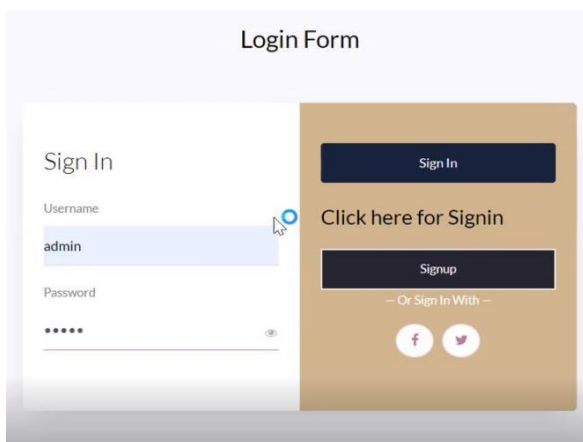 Login Form
Sign In
Username
admin
Password
•••••
Sign In
Click here for Signin
Signup
— Or Sign In With —